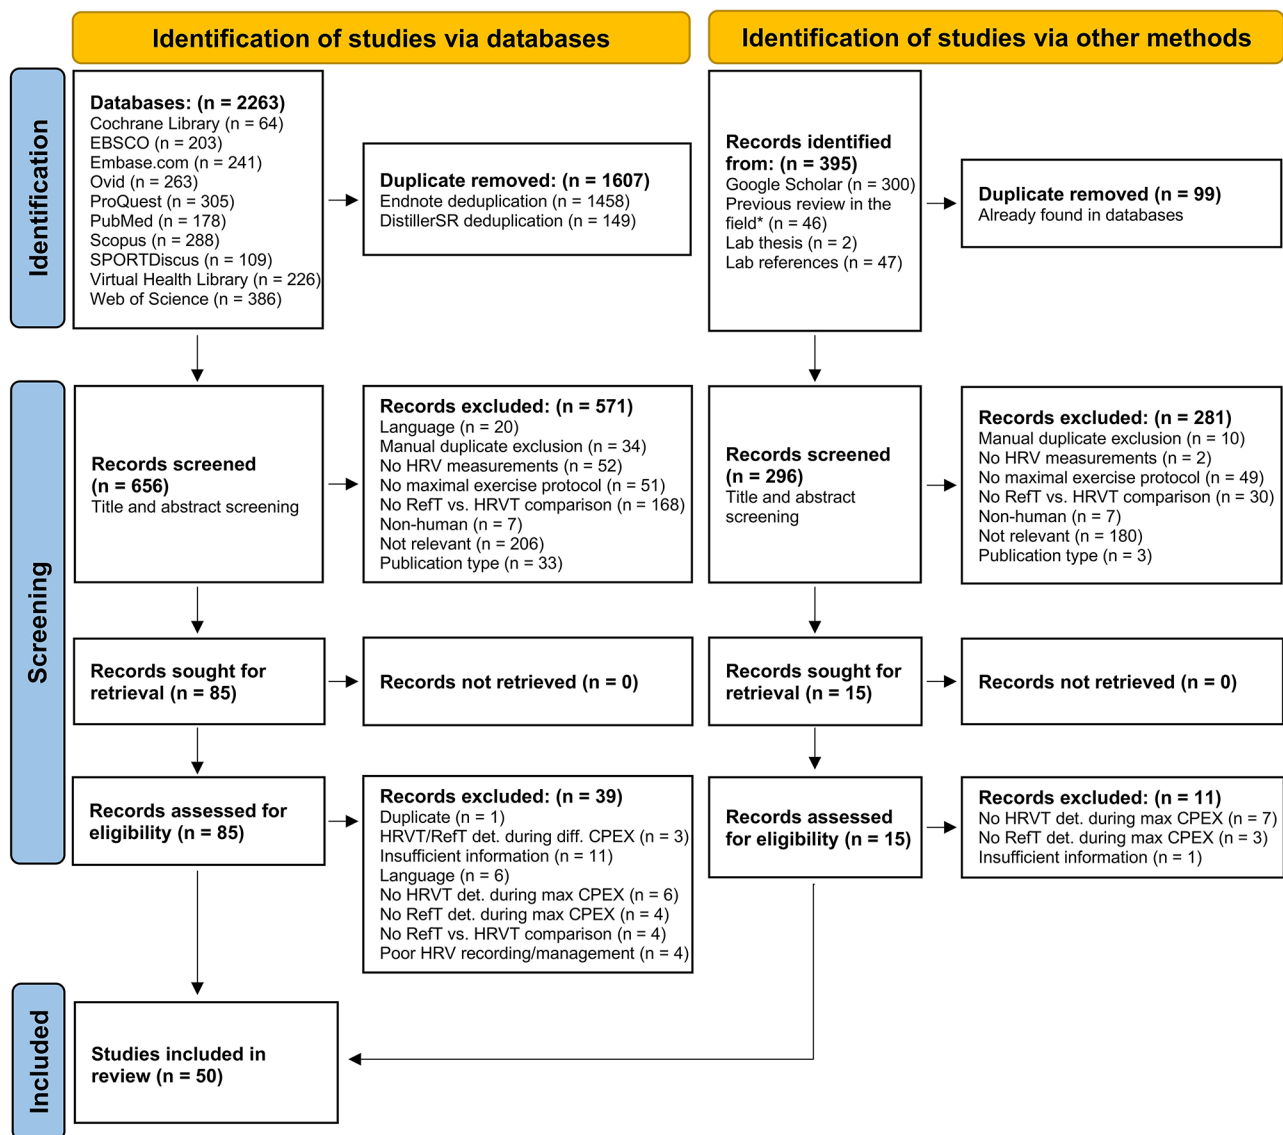 Identification of studies via databases
Identification of studies via other methods
Identification
Databases: (n = 2263)
Cochrane Library (n = 64)
EBSCO (n = 203)
Embase.com (n = 241)
Ovid (n = 263)
ProQuest (n = 305)
PubMed (n = 178)
Scopus (n = 288)
SPORTDiscus (n = 109)
Virtual Health Library (n = 226)
Web of Science (n = 386)
Duplicate removed: (n = 1607)
Endnote deduplication (n = 1458)
DistillerSR deduplication (n = 149)
Records identified
from: (n = 395)
Google Scholar (n = 300)
Previous review in the
field* (n = 46)
Lab thesis (n = 2)
Lab references (n = 47)
Duplicate removed (n = 99)
Already found in databases
Screening
Records screened
(n = 656)
Title and abstract screening
Records excluded: (n = 571)
Language (n = 20)
Manual duplicate exclusion (n = 34)
No HRV measurements (n = 52)
No maximal exercise protocol (n = 51)
No RefT vs. HRVT comparison (n = 168)
Non-human (n = 7)
Not relevant (n = 206)
Publication type (n = 33)
Records screened
(n = 296)
Title and abstract
screening
Records excluded: (n = 281)
Manual duplicate exclusion (n = 10)
No HRV measurements (n = 2)
No maximal exercise protocol (n = 49)
No RefT vs. HRVT comparison (n = 30)
Non-human (n = 7)
Not relevant (n = 180)
Publication type (n = 3)
Records sought for
retrieval (n = 85)
Records not retrieved (n = 0)
Records sought for
retrieval (n = 15)
Records not retrieved (n = 0)
Records assessed for
eligibility (n = 85)
Records excluded: (n = 39)
Duplicate (n = 1)
HRVT/RefT det. during diff. CPEX (n = 3)
Insufficient information (n = 11)
Language (n = 6)
No HRVT det. during max CPEX (n = 6)
No RefT det. during max CPEX (n = 4)
No RefT vs. HRVT comparison (n = 4)
Poor HRV recording/management (n = 4)
Records assessed
for eligibility (n = 15)
Records excluded: (n = 11)
No HRVT det. during max CPEX (n = 7)
No RefT det. during max CPEX (n = 3)
Insufficient information (n = 1)
Included
Studies included in
review (n = 50)